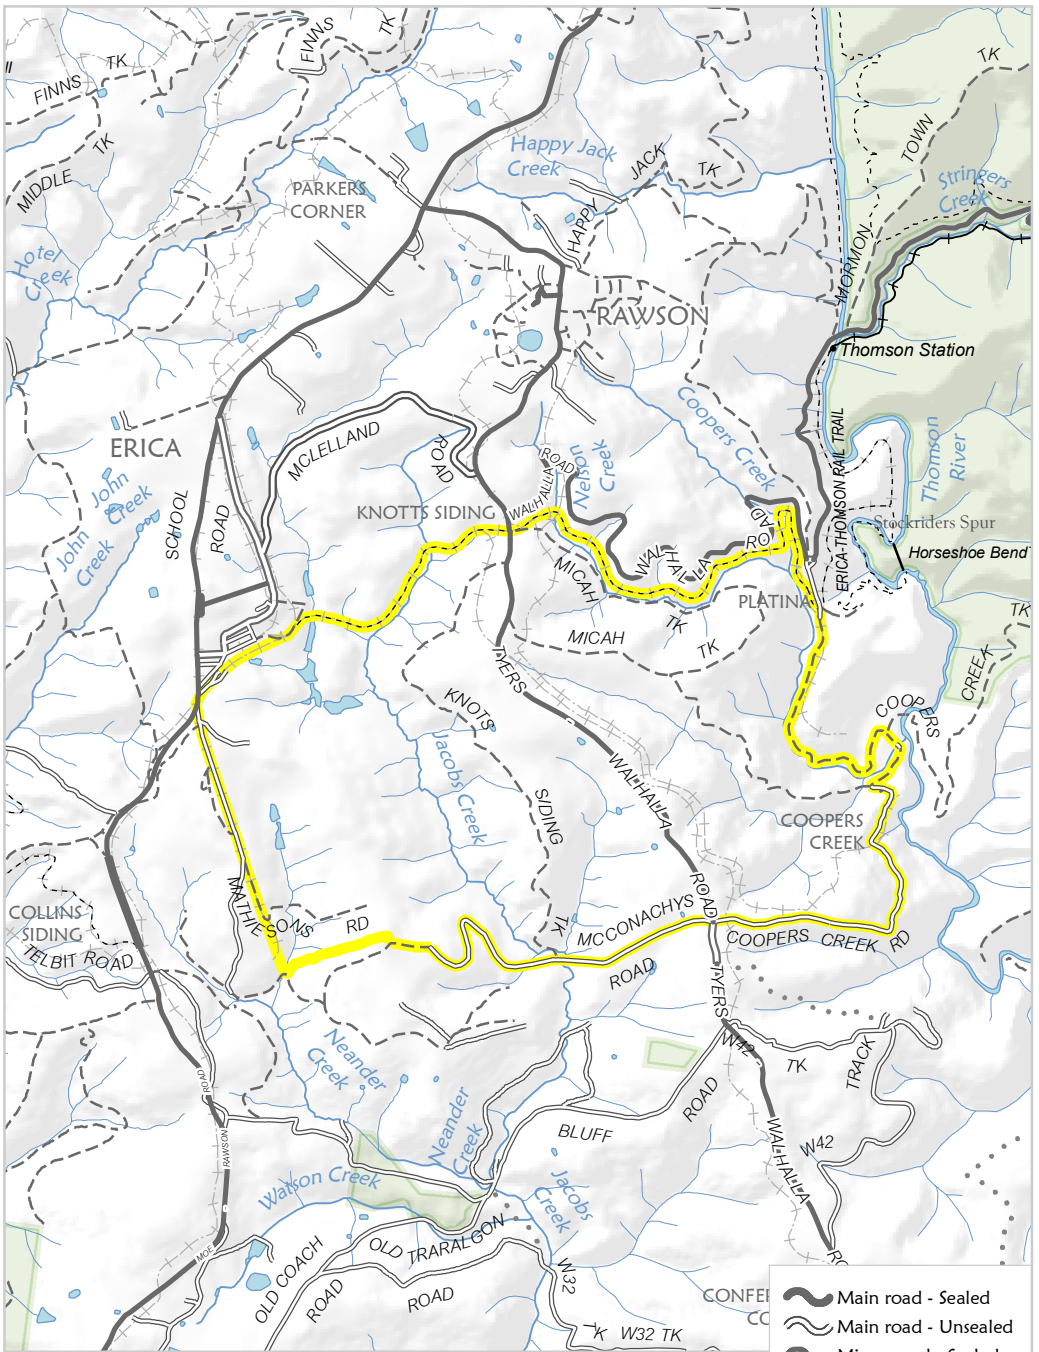 FINNS
TK
FINNS
TK
TK
MIDDLE
TK
Happy Jack
Creek
JACK
TK
HAPPY
TOWN
TK
Stringers
Creek
PARKERS
CORNER
Hotel
Creek
MORMON
RAWSON
Thomson Station
ERICA
MCLELLAND
ROAD
Coopers Creek
ERICA-THOMSON RAIL TRAIL
Thomson
River
John
Creek
John
Creek
SCHOOL
ROAD
KNOTTS SIDING
WALHALLA
ROAD
Nelson
Creek
ROAD
WALHALLA
Stockriders Spur
Horseshoe Bend
MICAH
TK
PLATINA
MICAH
TK
TK
CREEK
TYERS
KNOTS
COOPERS
Jacobs Creek
WALHALLA
SIDING
COOPERS
CREEK
ROAD
MATHIESONS
RD
TK
MCCONACHYS
ROAD
COOPERS CREEK RD
COLLINS
SIDING
TELBIT ROAD
TYERS
W42
TK
TRACK
Neander
Creek
ROAD
ROAD
RAWSON
Neander
Creek
BLUFF
WALHALLA
W42
Watson Creek
Jacobs
Creek
MOE
OLD COACH
ROAD
OLD TRARALGON
ROAD
W32
TK
W32 TK
Main road - Sealed
Main road - Unsealed